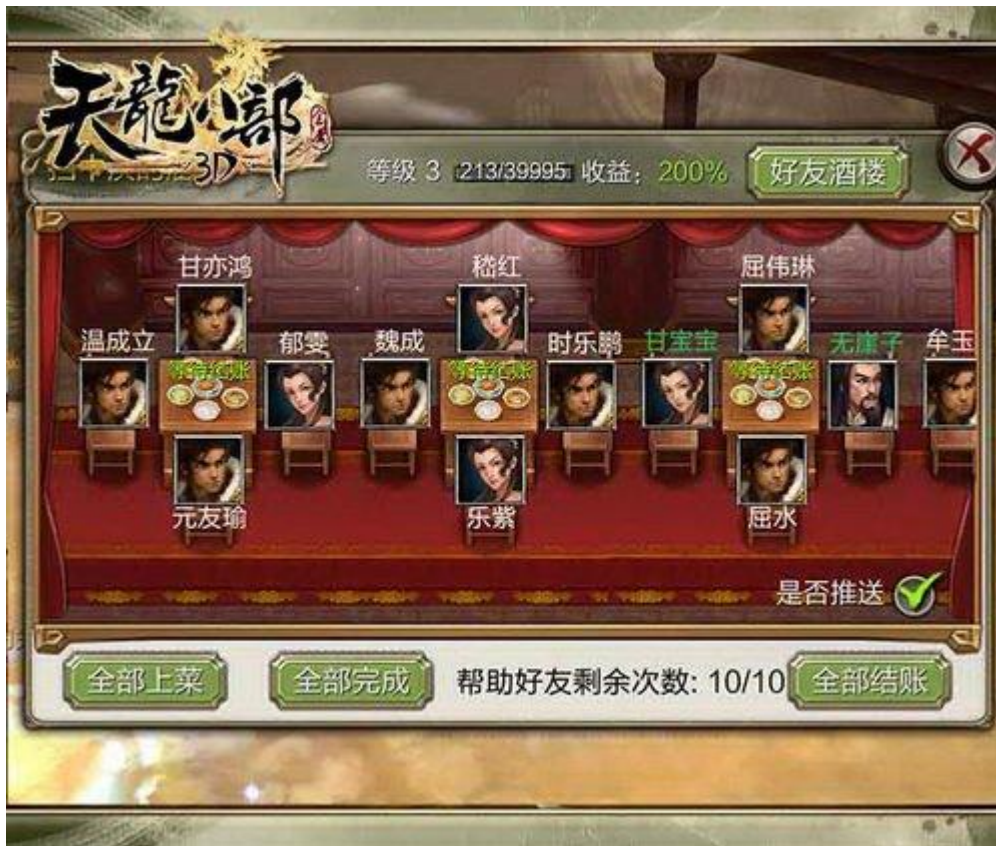 天龍八部
3D
等级 3 213/39995 收益：200% 好友酒楼
甘亦鸿 嵇红 屈伟琳
温成立 郁雯 魏成 时乐鹏 甘宝宝 无崖子 牟玉
等待结账 等待结账 等待结账
元友瑜 乐紫 屈水
是否推送
全部上菜 全部完成 帮助好友剩余次数: 10/10 全部结账